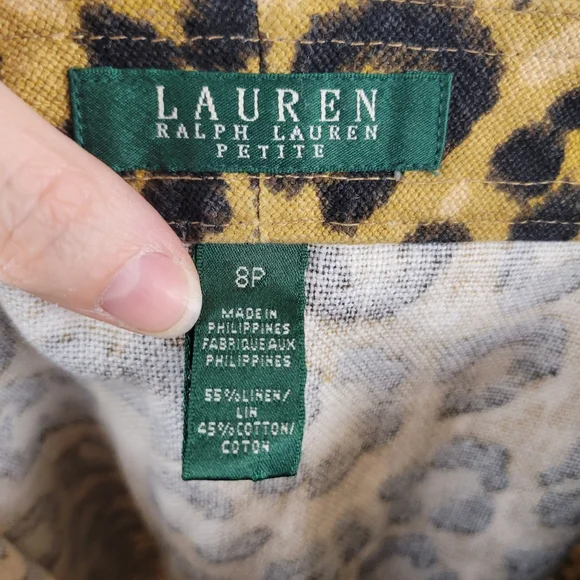 LAUREN
RALPH LAUREN
PETITE
8P
MADE IN
PHILIPPINES
FABRIQUE AUX
PHILIPPINES
55%LINEN/
LIN
45%COTTON/
COTON